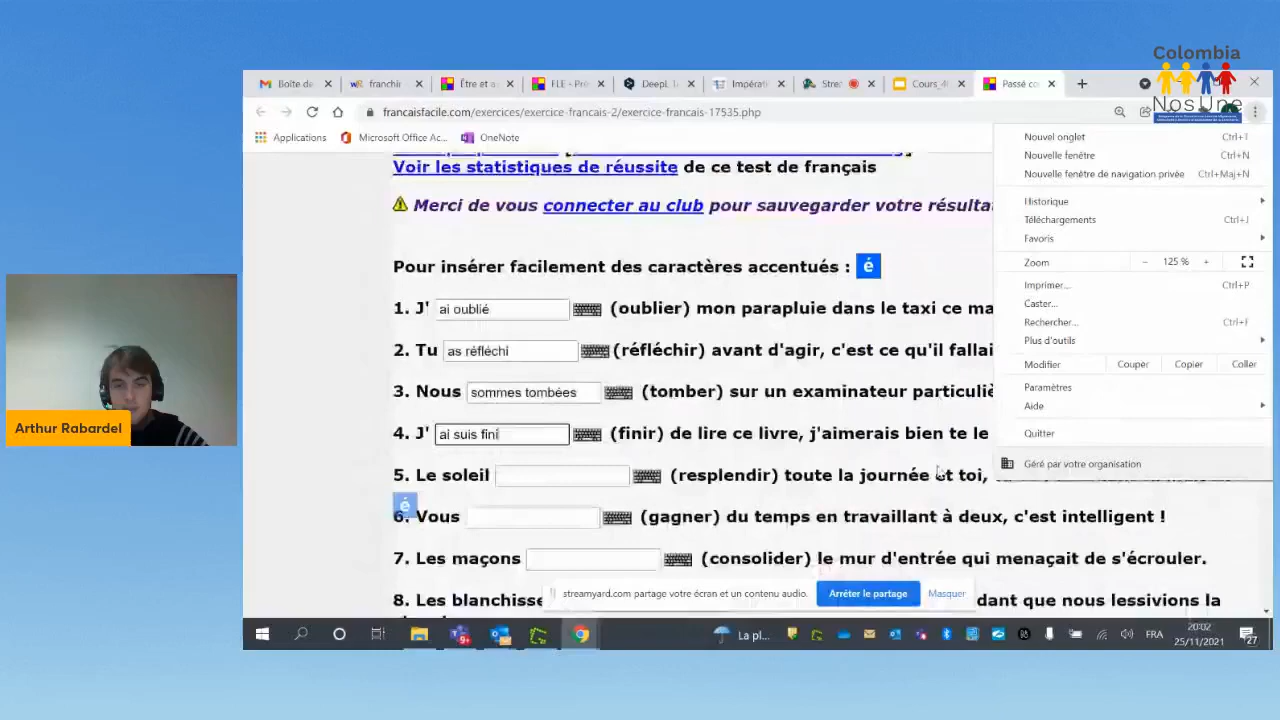 Colombia
NosUne
Boîte de
franchir
Être et a
FLE - Pré
DeepL
Impérati
Stre
Cours_4
Passé co
francaisfacile.com/exercices/exercice-francais-2/exercice-francais-17535.php
Applications
Microsoft Office Ac...
OneNote
Nouvel onglet Ctrl+T
Nouvelle fenêtre Ctrl+N
Nouvelle fenêtre de navigation privée Ctrl+Maj+N
Historique
Téléchargements Ctrl+J
Favoris
Zoom - 125 % +
Imprimer... Ctrl+P
Caster...
Rechercher... Ctrl+F
Plus d'outils
Modifier Couper Copier Coller
Paramètres
Aide
Quitter
Géré par votre organisation
Voir les statistiques de réussite de ce test de français
Merci de vous connecter au club pour sauvegarder votre résulta
Pour insérer facilement des caractères accentués : é
1. J' ai oublié (oublier) mon parapluie dans le taxi ce ma
2. Tu as réfléchi (réfléchir) avant d'agir, c'est ce qu'il fallai
3. Nous sommes tombées (tomber) sur un examinateur particuliè
4. J' ai suis fini (finir) de lire ce livre, j'aimerais bien te le
5. Le soleil (resplendir) toute la journée et toi,
é
6. Vous (gagner) du temps en travaillant à deux, c'est intelligent !
7. Les maçons (consolider) le mur d'entrée qui menaçait de s'écrouler.
8. Les blanchisse dant que nous lessivions la
streamyard.com partage votre écran et un contenu audio. Arrêter le partage Masquer
La pl...
FRA
20:02
25/11/2021
27
Arthur Rabardel